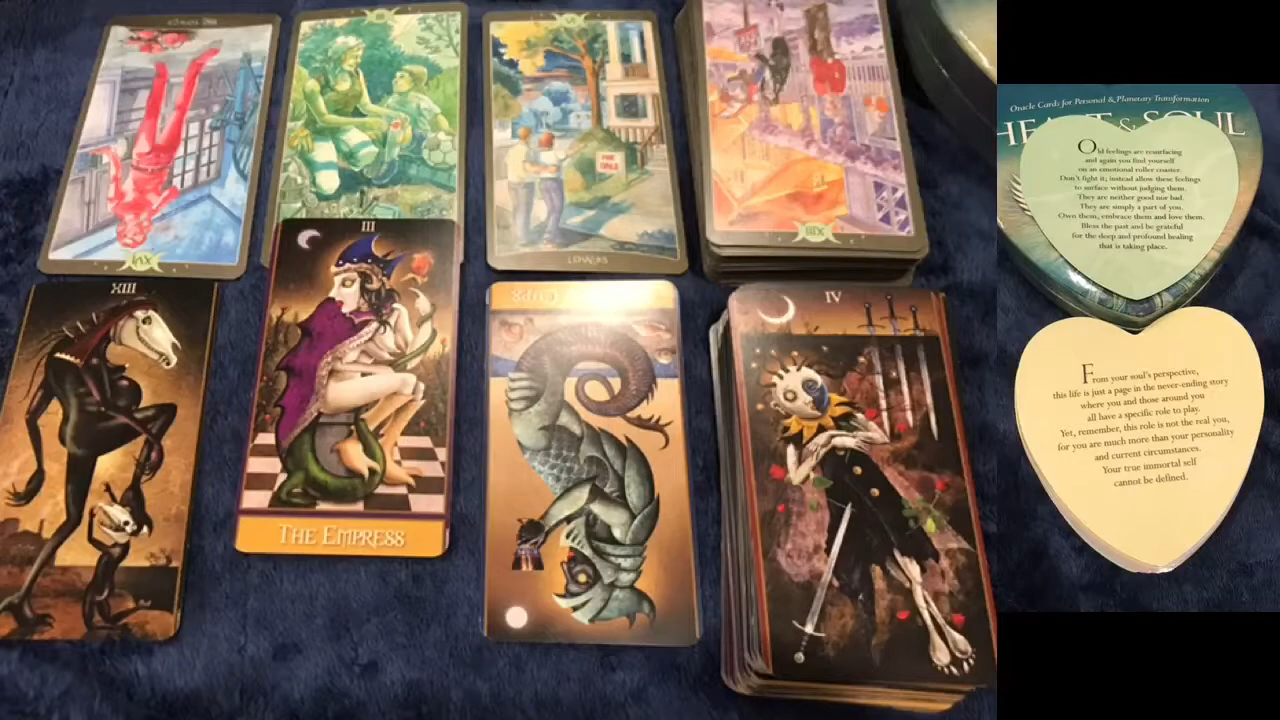 III
XIII
III
THE EMPRESS
IV
FOR
Oracle Cards for Personal & Planetary Transformation
HEART & SOUL
Old feelings are resurfacing
and again you find yourself
on an emotional roller coaster.
Don't fight it; instead allow these feelings
to surface without judging them.
They are neither good nor bad.
They are simply a part of you.
Own them, embrace them and love them.
Bless the past and be grateful
for the deep and profound healing
that is taking place.
From your soul's perspective,
this life is just a page in the never-ending story
where you and those around you
all have a specific role to play.
Yet, remember, this role is not the real you,
for you are much more than your personality
and current circumstances.
Your true immortal self
cannot be defined.